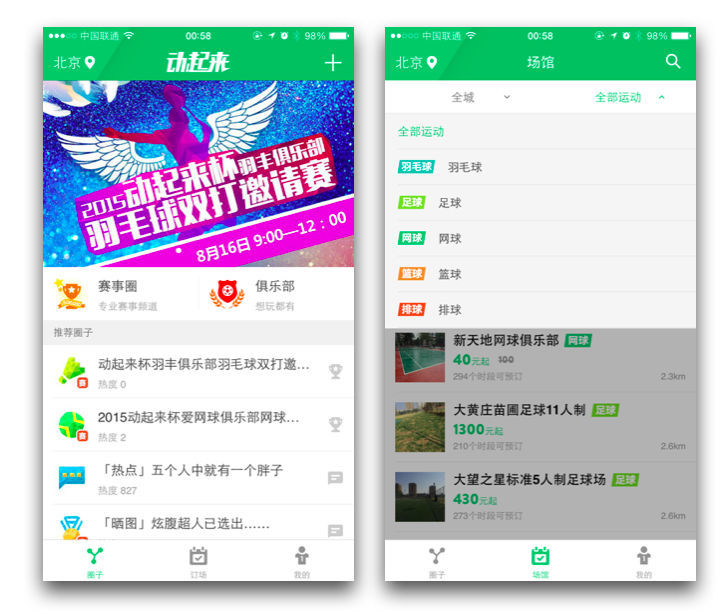 中国联通
00:58
98%
北京
动起来
2015动起来杯羽丰俱乐部
羽毛球双打邀请赛
8月16日 9:00—12:00
赛事圈
专业赛事频道
俱乐部
想玩都有
推荐圈子
动起来杯羽丰俱乐部羽毛球双打邀...
热度 0
赛
2015动起来杯爱网球俱乐部网球...
热度 2
赛
「热点」五个人中就有一个胖子
热度 827
「晒图」炫腹超人已选出......
圈子
订场
我的
中国联通
00:58
98%
北京
场馆
全城
全部运动
全部运动
羽毛球 羽毛球
足球 足球
网球 网球
篮球 篮球
排球 排球
新天地网球俱乐部 网球
40元起 100
294个时段可预订
2.3km
大黄庄苗圃足球11人制 足球
1300元起
210个时段可预订
2.6km
大望之星标准5人制足球场 足球
430元起
273个时段可预订
2.6km
圈子
场馆
我的